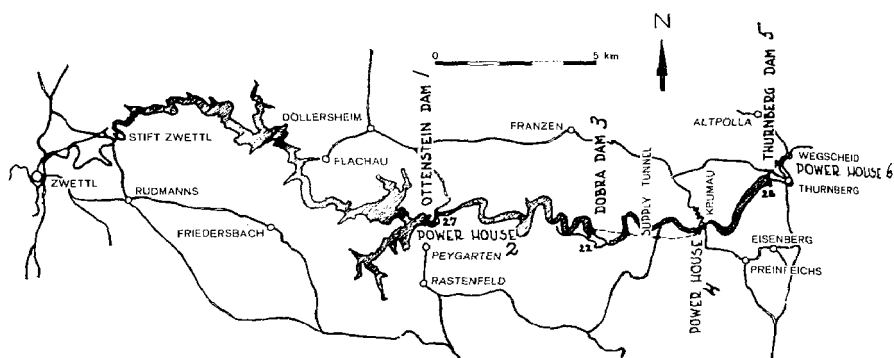 N
0
5 km
OTTENSTEIN DAM 1
DOBRA DAM 3
THURNBERG DAM 5
SUPPLY TUNNEL
ALTPÖLLA
DÖLLERSHEIM
FRANZEN
STIFT ZWETTL
FLACHAU
WEGSCHEID
POWER HOUSE 6
THURNBERG
KRUMAU
28
ZWETTL
RUDMANNS
27
POWER HOUSE 2
22
FRIEDERSBACH
PEYGARTEN
EISENBERG
PREINREICHS
RASTENFELD
POWER HOUSE 4